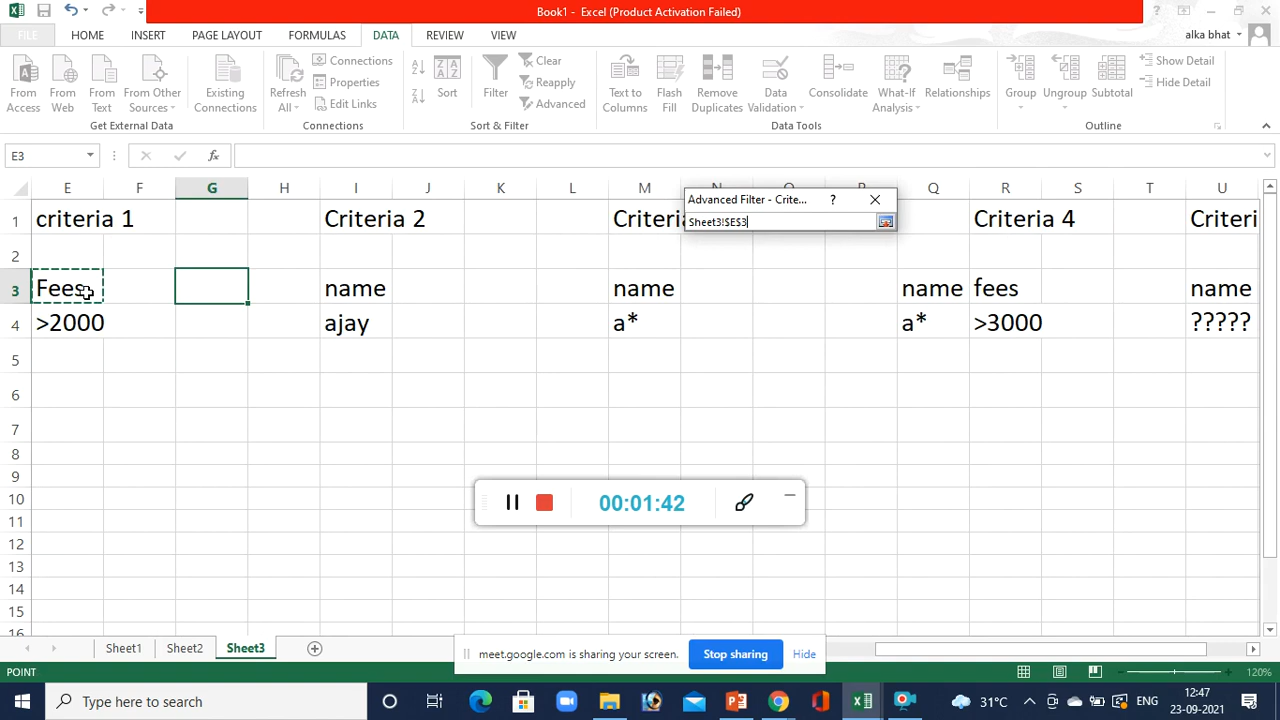 Book1 - Excel (Product Activation Failed)
FILE HOME INSERT PAGE LAYOUT FORMULAS DATA REVIEW VIEW alka bhat
From Access
From Web
From Text
From Other Sources
Existing Connections
Get External Data
Refresh All
Connections
Properties
Edit Links
Connections
Sort
Filter
Clear
Reapply
Advanced
Sort & Filter
Text to Columns
Flash Fill
Remove Duplicates
Data Validation
Consolidate
What-If Analysis
Relationships
Data Tools
Group
Ungroup
Subtotal
Show Detail
Hide Detail
Outline
E3
fx
Advanced Filter - Crite... ?
Sheet3!$E$3
E F G H I J K L M Q R S T U
1 criteria 1 Criteria 2 Criteria Criteria 4 Criteri
2
3 Fees name name name fees name
4 >2000 ajay a* a* >3000 ?????
5
6
7
8
9
10
11
12
13
14
15
16
00:01:42
Sheet1 Sheet2 Sheet3
meet.google.com is sharing your screen. Stop sharing Hide
POINT
120%
Type here to search
31°C
ENG
12:47
23-09-2021